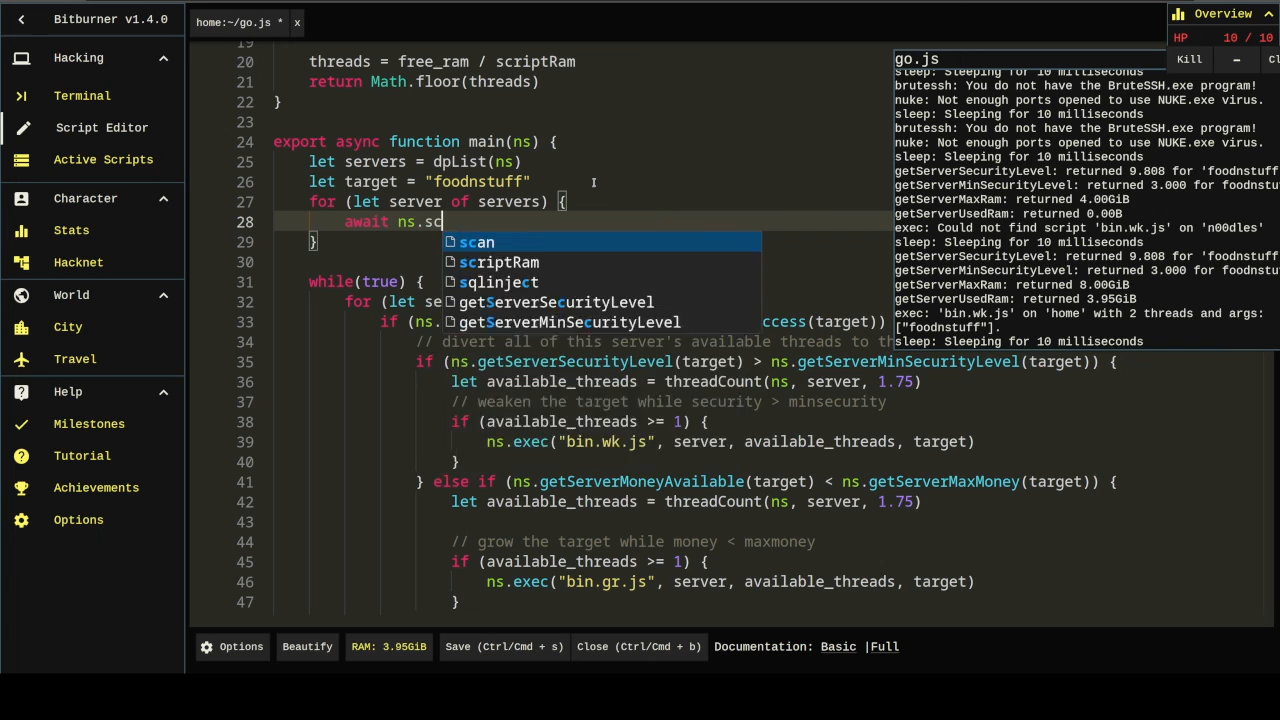 Bitburner v1.4.0
Hacking
Terminal
Script Editor
Active Scripts
Character
Stats
Hacknet
World
City
Travel
Help
Milestones
Tutorial
Achievements
Options
home:~/go.js * x
19
20 threads = free_ram / scriptRam
21 return Math.floor(threads)
22 }
23
24 export async function main(ns) {
25 let servers = dpList(ns)
26 let target = "foodnstuff"
27 for (let server of servers) {
28 await ns.sc
29 }
scan
scriptRam
sqlinject
getServerSecurityLevel
getServerMinSecurityLevel
30
31 while(true) {
32 for (let se
33 if (ns. ccess(target))
34 // divert all of this server's available threads to th
35 if (ns.getServerSecurityLevel(target) > ns.getServerMinSecurityLevel(target)) {
36 let available_threads = threadCount(ns, server, 1.75)
37 // weaken the target while security > minsecurity
38 if (available_threads >= 1) {
39 ns.exec("bin.wk.js", server, available_threads, target)
40 }
41 } else if (ns.getServerMoneyAvailable(target) < ns.getServerMaxMoney(target)) {
42 let available_threads = threadCount(ns, server, 1.75)
43
44 // grow the target while money < maxmoney
45 if (available_threads >= 1) {
46 ns.exec("bin.gr.js", server, available_threads, target)
47 }
Options Beautify RAM: 3.95GiB Save (Ctrl/Cmd + s) Close (Ctrl/Cmd + b) Documentation: Basic |Full
Overview
HP 10 / 10
go.js Kill - Cl
sleep: Sleeping for 10 milliseconds
brutessh: You do not have the BruteSSH.exe program!
nuke: Not enough ports opened to use NUKE.exe virus.
sleep: Sleeping for 10 milliseconds
brutessh: You do not have the BruteSSH.exe program!
nuke: Not enough ports opened to use NUKE.exe virus.
sleep: Sleeping for 10 milliseconds
getServerSecurityLevel: returned 9.808 for 'foodnstuff
getServerMinSecurityLevel: returned 3.000 for 'foodnstuf
getServerMaxRam: returned 4.00GiB
getServerUsedRam: returned 0.00B
exec: Could not find script 'bin.wk.js' on 'n00dles'
sleep: Sleeping for 10 milliseconds
getServerSecurityLevel: returned 9.808 for 'foodnstuff
getServerMinSecurityLevel: returned 3.000 for 'foodnstuf
getServerMaxRam: returned 8.00GiB
getServerUsedRam: returned 3.95GiB
exec: 'bin.wk.js' on 'home' with 2 threads and args:
["foodnstuff"].
sleep: Sleeping for 10 milliseconds